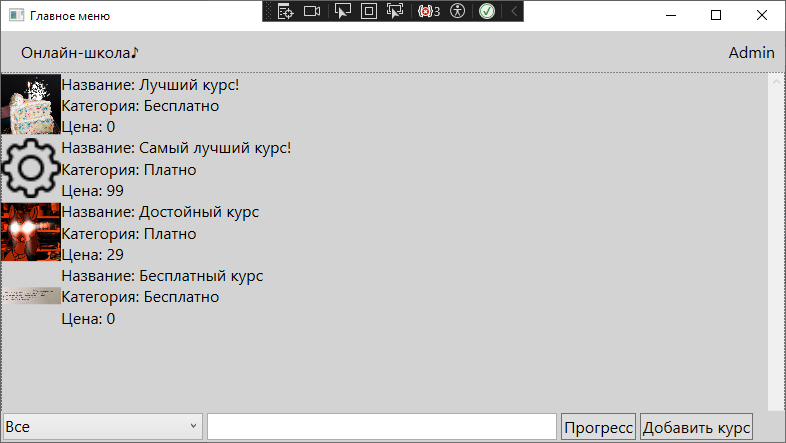 Главное меню
3
Онлайн-школа♪
Admin
Название: Лучший курс!
Категория: Бесплатно
Цена: 0
Название: Самый лучший курс!
Категория: Платно
Цена: 99
Название: Достойный курс
Категория: Платно
Цена: 29
Название: Бесплатный курс
Категория: Бесплатно
Цена: 0
Все
Прогресс
Добавить курс